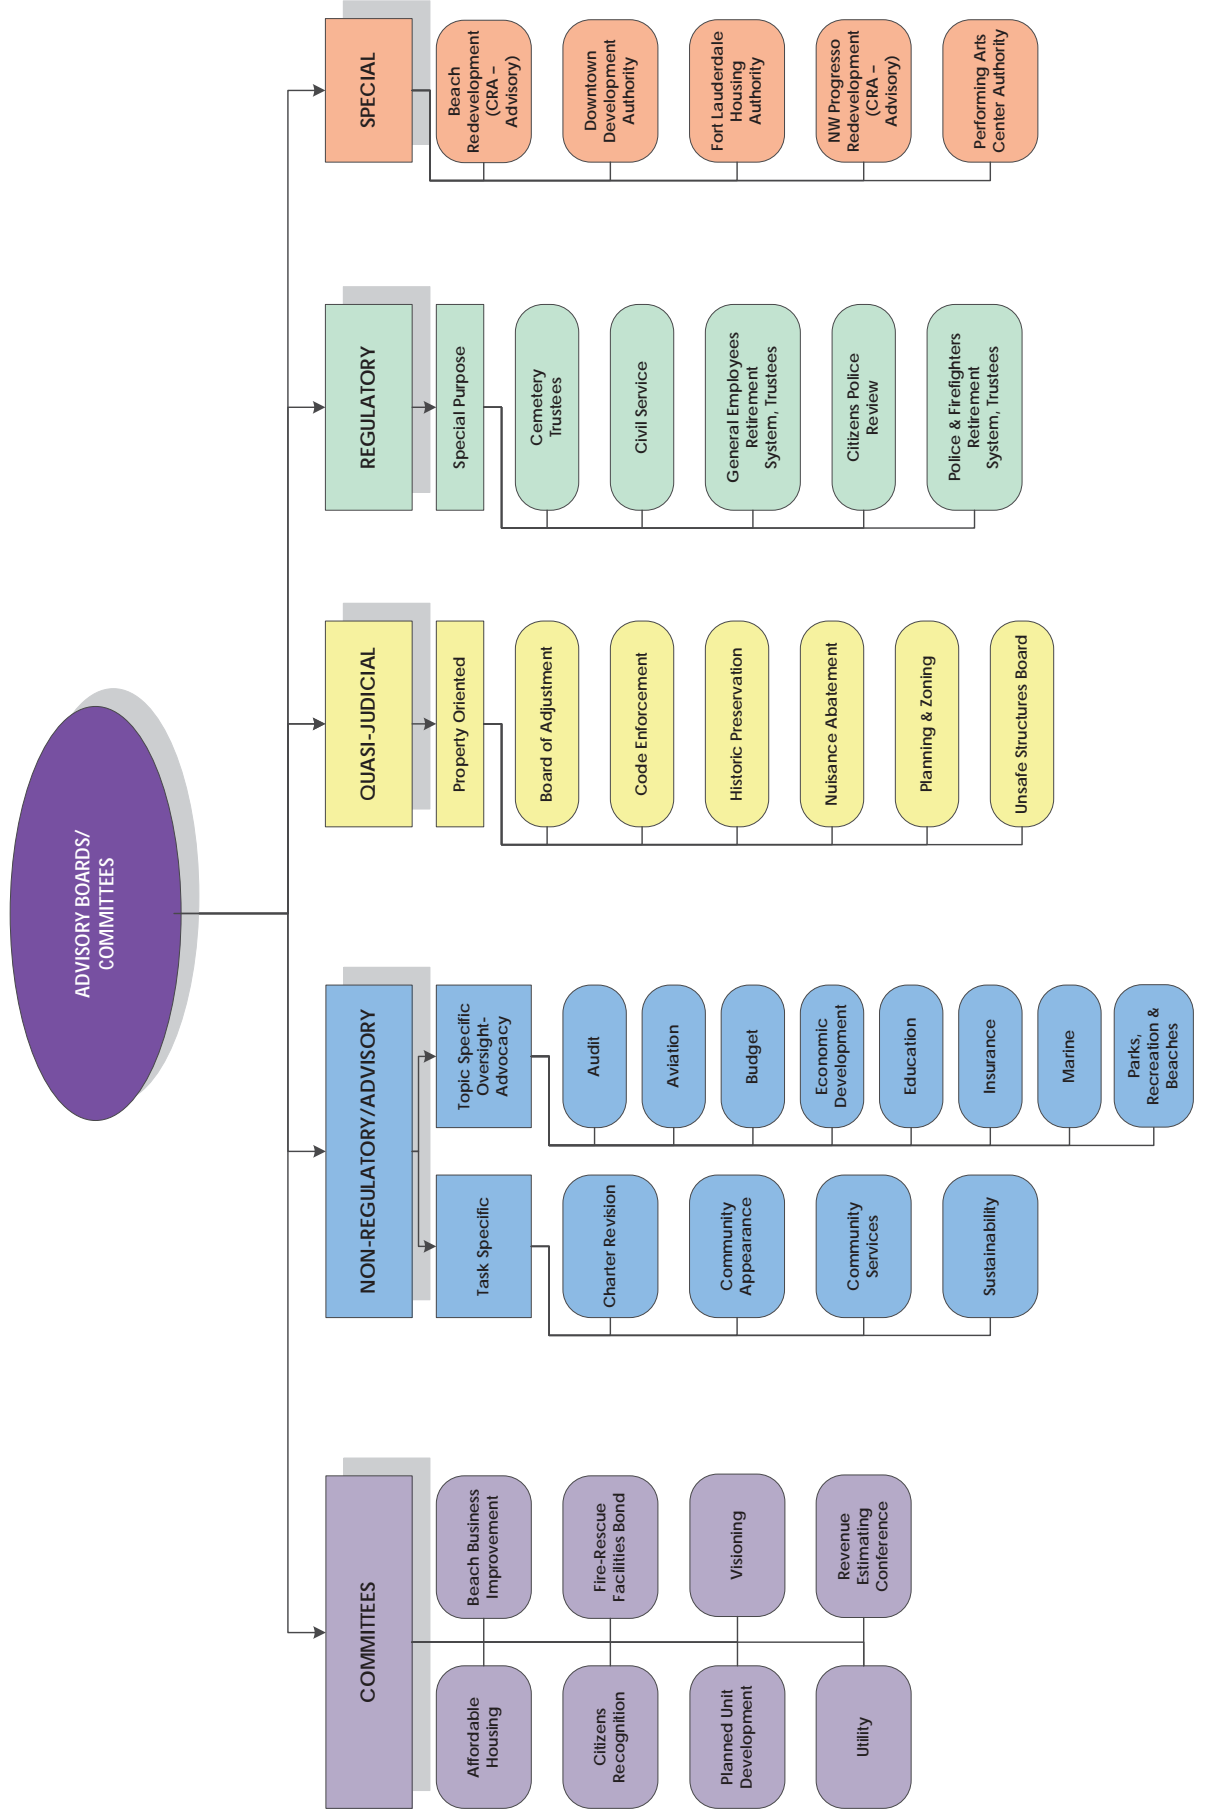 ADVISORY BOARDS/
COMMITTEES
COMMITTEES
Affordable
Housing
Beach Business
Improvement
Citizens
Recognition
Fire-Rescue
Facilities Bond
Planned Unit
Development
Visioning
Utility
Revenue
Estimating
Conference
NON-REGULATORY/ADVISORY
Task Specific
Charter Revision
Community
Appearance
Community
Services
Sustainability
Topic Specific
Oversight-
Advocacy
Audit
Aviation
Budget
Economic
Development
Education
Insurance
Marine
Parks,
Recreation &
Beaches
QUASI-JUDICIAL
Property Oriented
Board of Adjustment
Code Enforcement
Historic Preservation
Nuisance Abatement
Planning & Zoning
Unsafe Structures Board
REGULATORY
Special Purpose
Cemetery
Trustees
Civil Service
General Employees
Retirement
System, Trustees
Citizens Police
Review
Police & Firefighters
Retirement
System, Trustees
SPECIAL
Beach
Redevelopment
(CRA –
Advisory)
Downtown
Development
Authority
Fort Lauderdale
Housing
Authority
NW Progresso
Redevelopment
(CRA –
Advisory)
Performing Arts
Center Authority